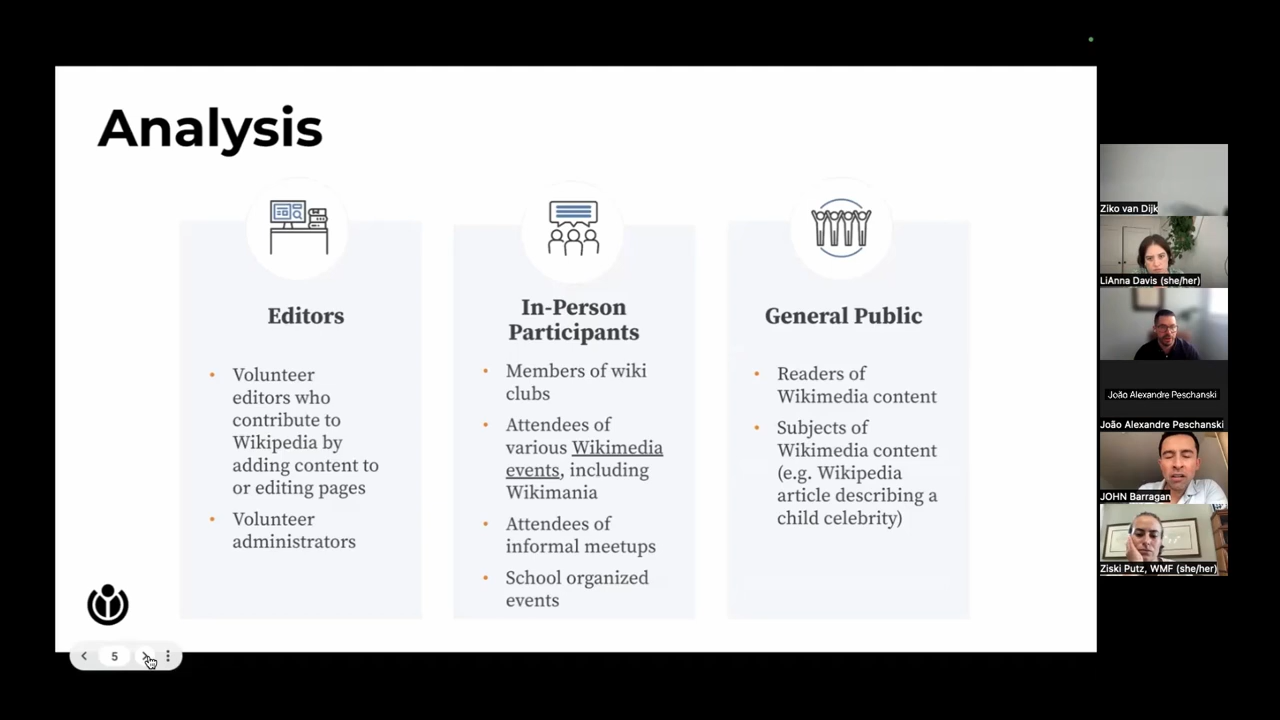 Analysis
Editors
• Volunteer
editors who
contribute to
Wikipedia by
adding content to
or editing pages
• Volunteer
administrators
In-Person
Participants
• Members of wiki
clubs
• Attendees of
various Wikimedia
events, including
Wikimania
• Attendees of
informal meetups
• School organized
events
General Public
• Readers of
Wikimedia content
• Subjects of
Wikimedia content
(e.g. Wikipedia
article describing a
child celebrity)
5
Ziko van Dijk
LiAnna Davis (she/her)
João Alexandre Peschanski
João Alexandre Peschanski
JOHN Barragan
Ziski Putz, WMF (she/her)